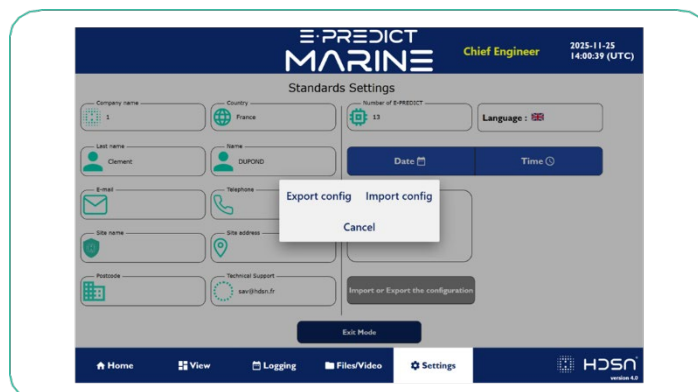 E·PREDICT
MARINE
Chief Engineer
2025-11-25
14:00:39 (UTC)
Standards Settings
Company name
1
Country
France
Number of E-PREDICT
13
Language :
Last name
Clement
Name
DUPOND
Date
Time
E-mail
Telephone
Export config
Import config
Cancel
Site name
Site address
Postcode
Technical Support
sav@hdsn.fr
Import or Export the configuration
Exit Mode
Home
View
Logging
Files/Video
Settings
HDSN
version 4.0